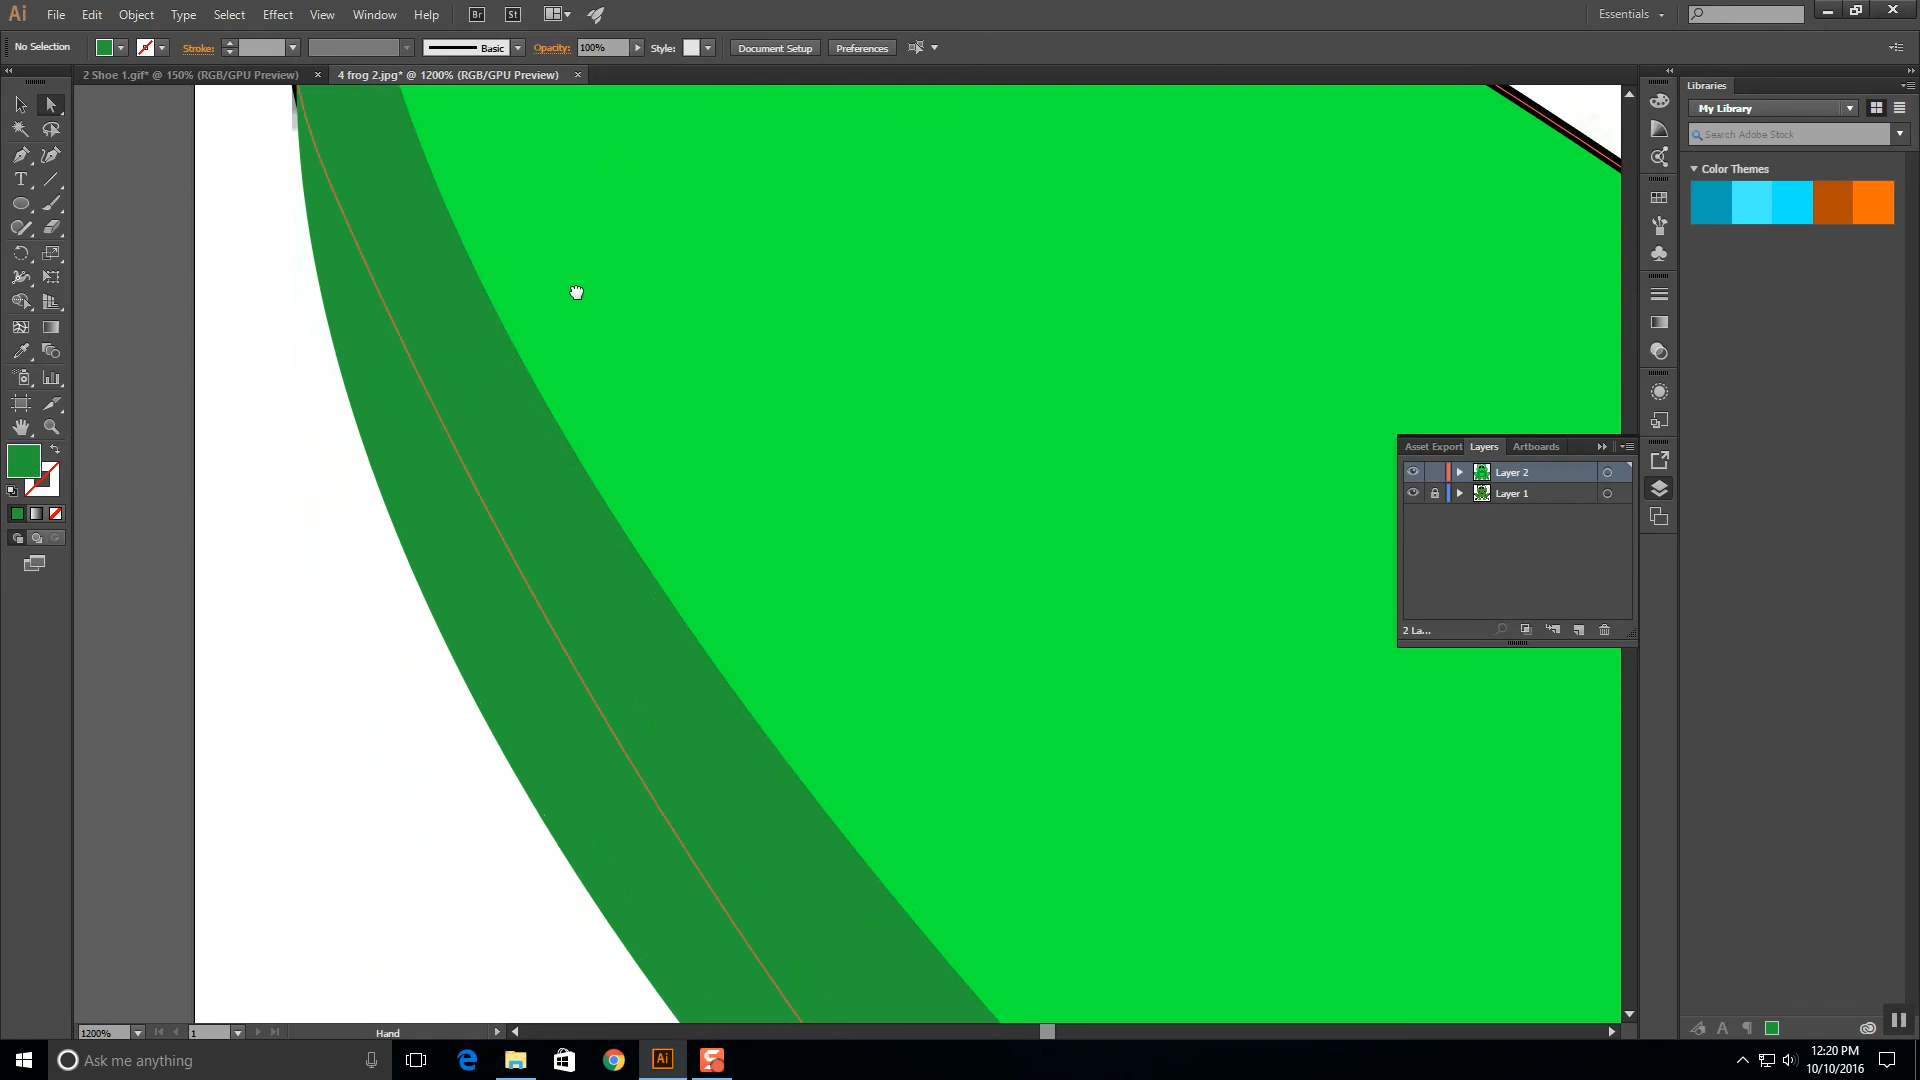 Ai File Edit Object Type Select Effect View Window Help Br St Essentials
No Selection Stroke: Basic Opacity: 100% Style: Document Setup Preferences
2 Shoe 1.gif* @ 150% (RGB/GPU Preview) × 4 frog 2.jpg* @ 1200% (RGB/GPU Preview) ×
Libraries
My Library
Search Adobe Stock
Color Themes
Asset Export Layers Artboards
Layer 2
Layer 1
2 La...
1200% 1 Hand
Ask me anything
Ai
12:20 PM
10/10/2016